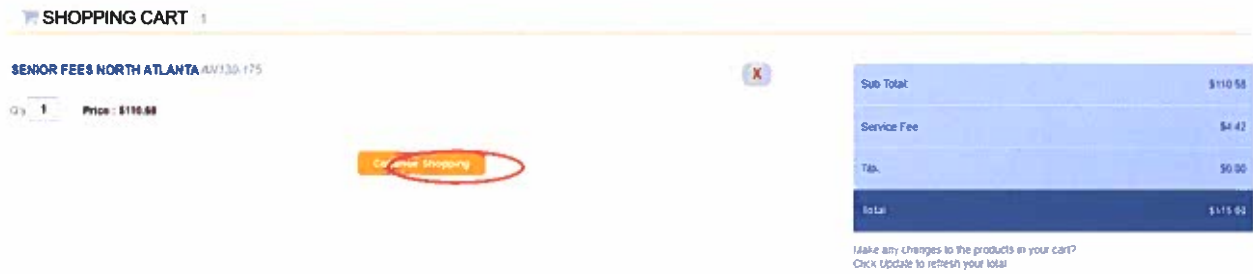 SHOPPING CART 1
SENIOR FEES NORTH ATLANTA
Qty 1 Price : $110.58
Continue Shopping
X
Sub Total: $110.58
Service Fee $4.42
Tax: $0.00
Total
Make any changes to the products in your cart?
Click Update to refresh your total